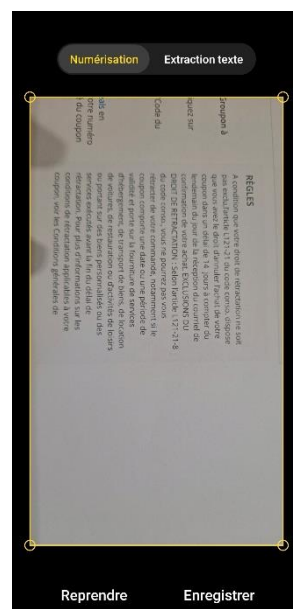 Numérisation
Extraction texte
Groupon à
quez sur
Code du
als en
otre numéro
du coupon
RÈGLES
A condition que votre droit de rétractation ne soit
pas exclu, article L121-21 du code conso. dispose
que vous avez le droit d'annuler l'achat de votre
coupon dans un délai de 14 jours à compter du
lendemain du jour de la réception du courriel de
confirmation de votre achat. EXCLUSIONS DU
DROIT DE RÉTRACTATION : Selon l'article L121-21-8
du code conso., vous ne pourrez pas vous
rétracter de votre commande, notamment si le
coupon comporte une date ou une période de
validité et porte sur la fourniture de services
d'hébergement, de transport de biens, de location
de voitures, de restauration ou d'activités de loisirs
ou portant sur des biens personnalisés ou des
services exécutés avant la fin du délai de
rétractation. Pour plus d'informations sur les
conditions de rétractation applicables à votre
coupon, voir les Conditions générales de
Reprendre
Enregistrer